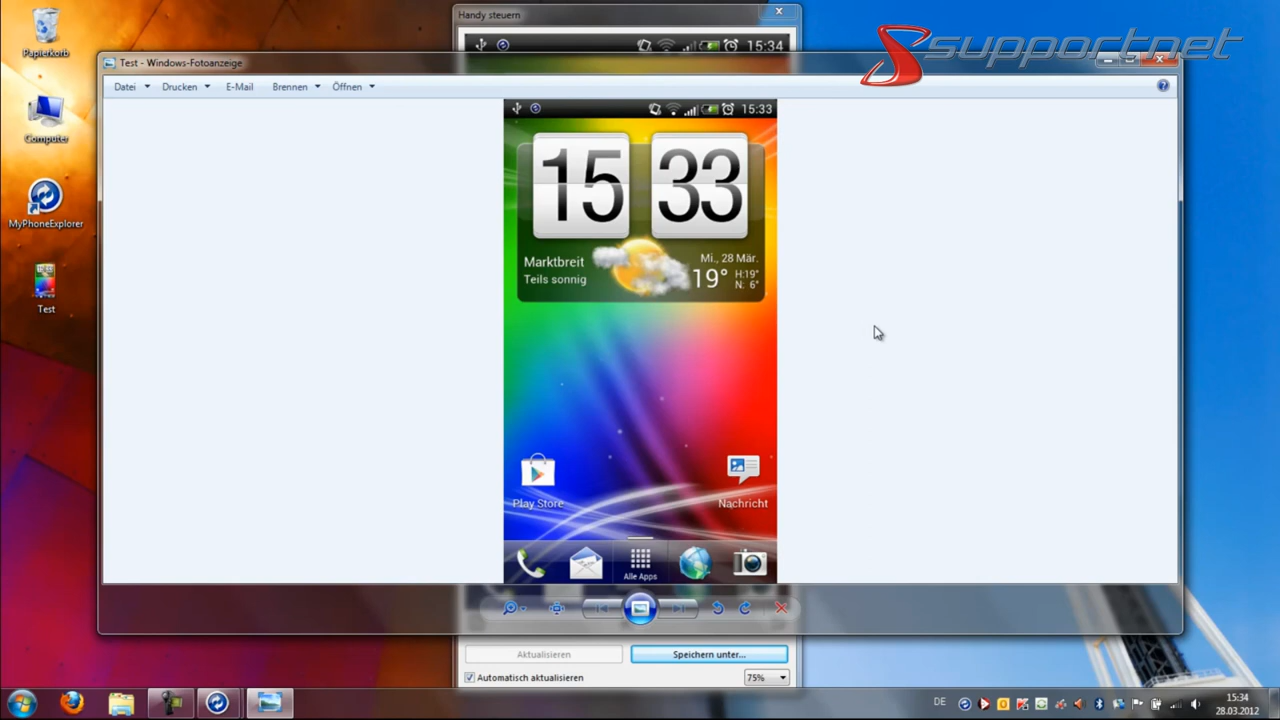 Handy steuern
15:34
supportnet
Papierkorb
Test - Windows-Fotoanzeige
Datei Drucken E-Mail Brennen Öffnen
15:33
Computer
15 33
MyPhoneExplorer
Marktbreit
Mi., 28 Mär.
Teils sonnig
19° H:19°
N: 6°
Test
Play Store
Nachricht
Alle Apps
Aktualisieren
Speichern unter...
Automatisch aktualisieren
75%
DE
15:34
28.03.2012